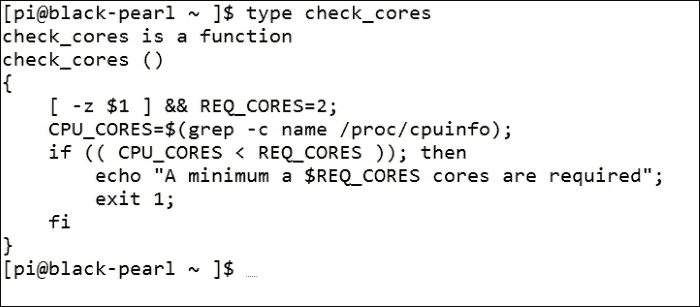 [pi@black-pearl ~ ]$ type check_cores
check_cores is a function
check_cores ()
{
    [ -z $1 ] && REQ_CORES=2;
    CPU_CORES=$(grep -c name /proc/cpuinfo);
    if (( CPU_CORES < REQ_CORES )); then
        echo "A minimum a $REQ_CORES cores are required";
        exit 1;
    fi
}
[pi@black-pearl ~ ]$